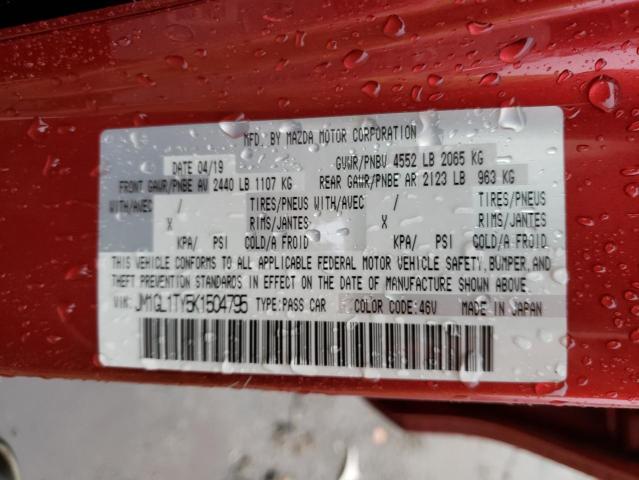 MFD. BY MAZDA MOTOR CORPORATION
DATE 04/19 GVWR/PNBV 4552 LB 2065 KG
FRONT GAWR/PNBE AV 2440 LB 1107 KG REAR GAWR/PNBE AR 2123 LB 963 KG
WITH/AVEC / TIRES/PNEUS WITH/AVEC / TIRES/PNEUS
X RIMS/JANTES X RIMS/JANTES
KPA/ PSI COLD/A FROID KPA/ PSI COLD/A FROID
THIS VEHICLE CONFORMS TO ALL APPLICABLE FEDERAL MOTOR VEHICLE SAFETY, BUMPER, AND
THEFT PREVENTION STANDARDS IN EFFECT ON THE DATE OF MANUFACTURE SHOWN ABOVE.
VIN: JM1GL1TY5K1504795 TYPE:PASS CAR COLOR CODE:46V MADE IN JAPAN